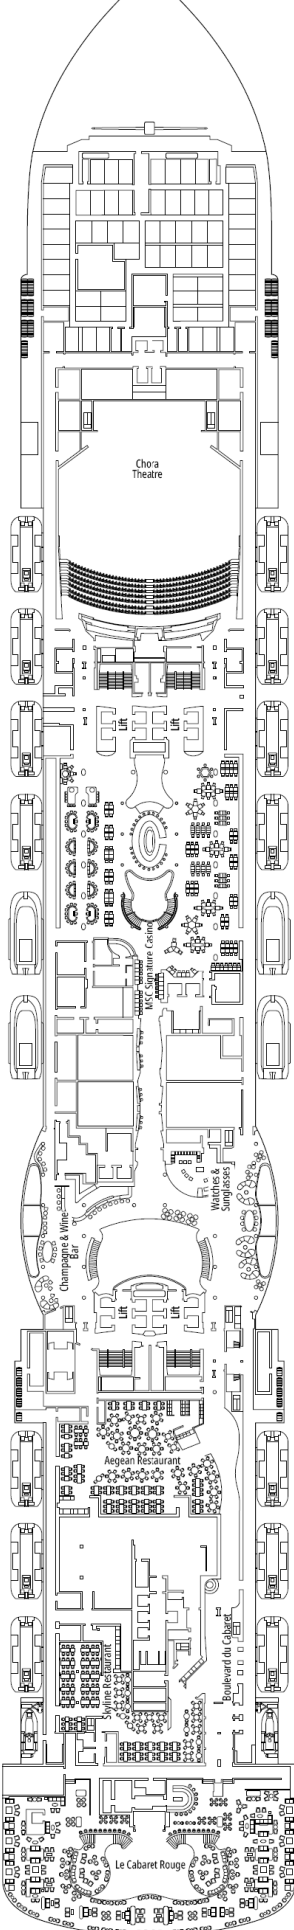 Chora
Theatre
Lift
Lift
MSC Signature Casino
Champagne & Wine
Bar
Watches &
Sunglasses
Lift
Lift
Aegean Restaurant
Skyline Restaurant
Boulevard du Cabaret
Le Cabaret Rouge